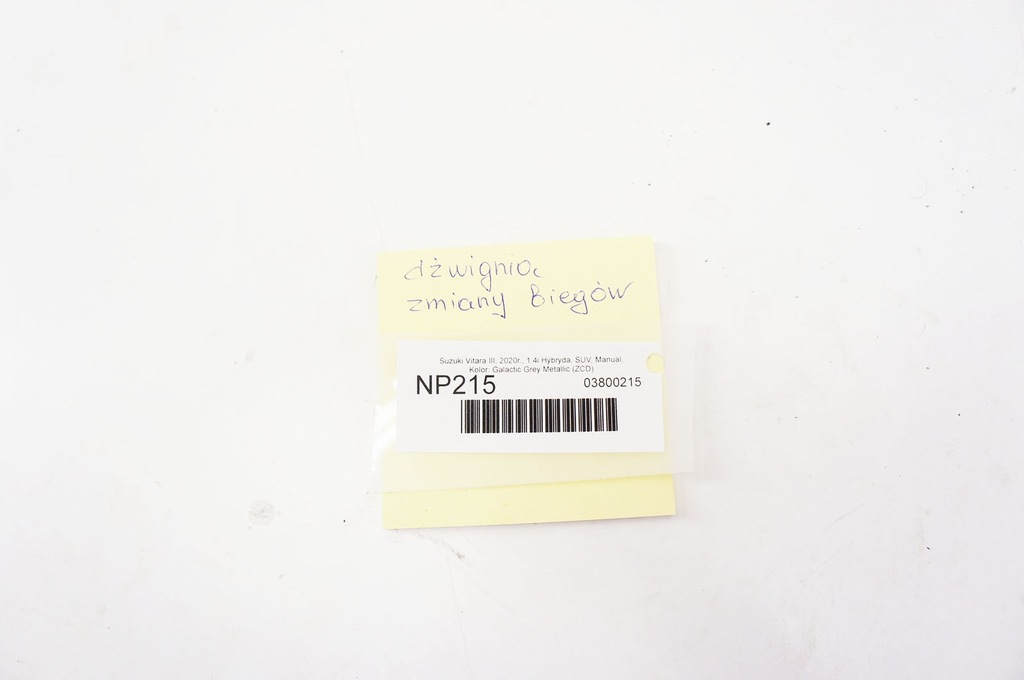 dźwignia
zmiany biegów
Suzuki Vitara III, 2020r., 1.4i Hybryda, SUV, Manual,
Kolor: Galactic Grey Metallic (ZCD)
NP215 03800215